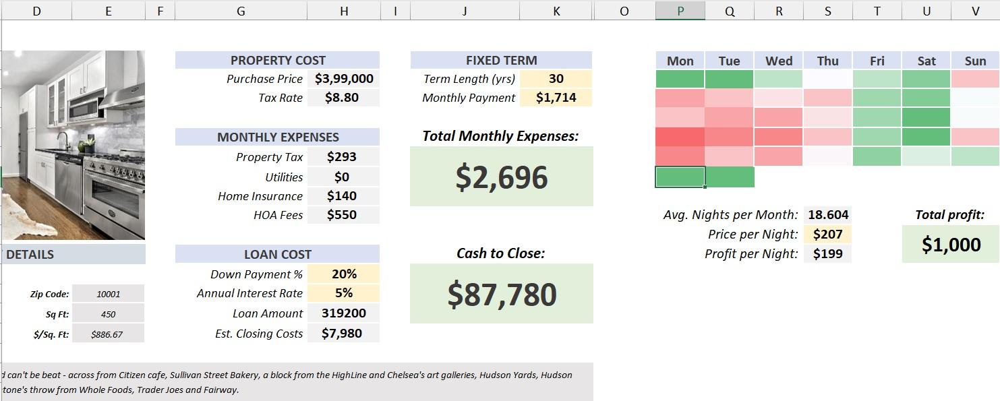 D E F G H I J K O P Q R S T U V
PROPERTY COST
Purchase Price $3,99,000
Tax Rate $8.80
MONTHLY EXPENSES
Property Tax $293
Utilities $0
Home Insurance $140
HOA Fees $550
DETAILS
Zip Code: 10001
Sq Ft: 450
$/Sq. Ft: $886.67
LOAN COST
Down Payment % 20%
Annual Interest Rate 5%
Loan Amount 319200
Est. Closing Costs $7,980
FIXED TERM
Term Length (yrs) 30
Monthly Payment $1,714
Total Monthly Expenses:
$2,696
Cash to Close:
$87,780
Mon Tue Wed Thu Fri Sat Sun
Avg. Nights per Month: 18.604
Price per Night: $207
Profit per Night: $199
Total profit:
$1,000
d can't be beat - across from Citizen cafe, Sullivan Street Bakery, a block from the HighLine and Chelsea's art galleries, Hudson Yards, Hudson
tone's throw from Whole Foods, Trader Joes and Fairway.